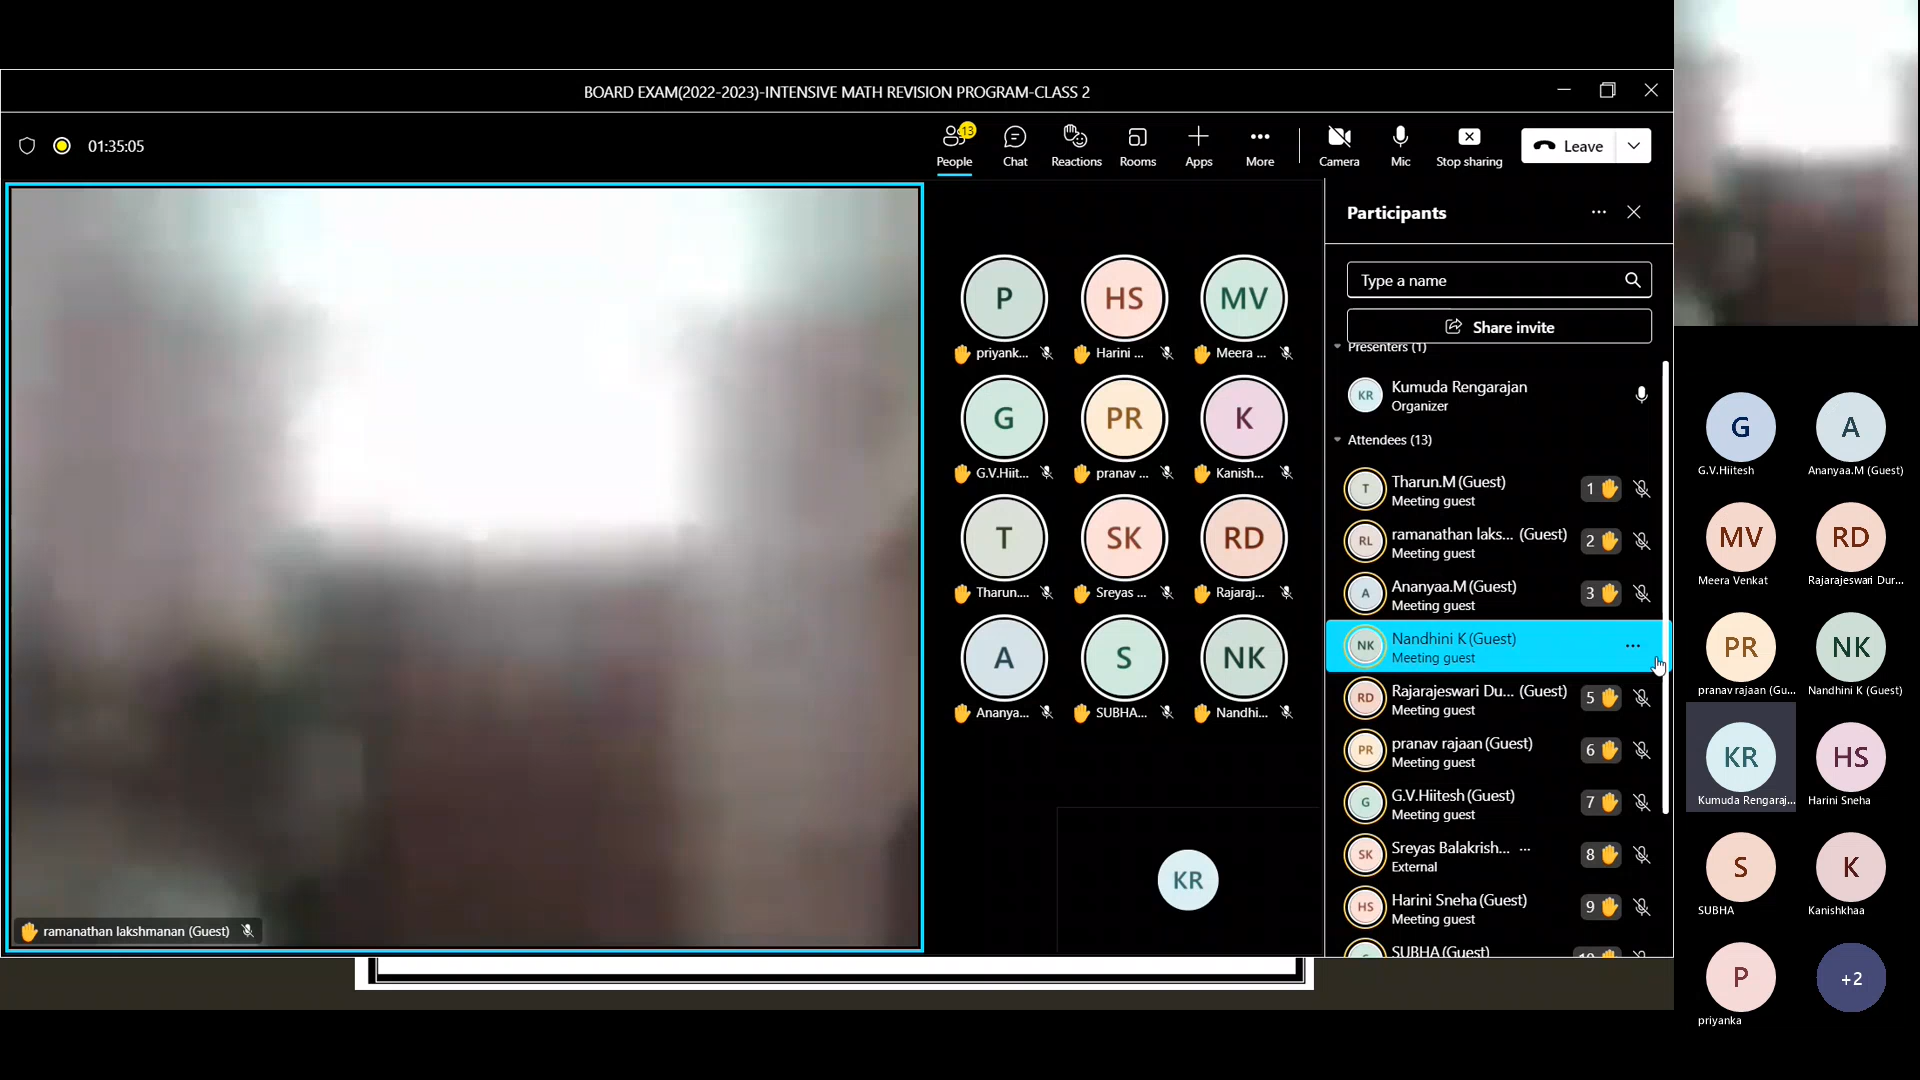 BOARD EXAM(2022-2023)-INTENSIVE MATH REVISION PROGRAM-CLASS 2
01:35:05
13
People
Chat
Reactions
Rooms
Apps
More
Camera
Mic
Stop sharing
Leave
ramanathan lakshmanan (Guest)
P HS MV
priyank... Harini ... Meera ...
G PR K
G.V.Hiit... pranav ... Kanish...
T SK RD
Tharun.... Sreyas ... Rajaraj...
A S NK
Ananya... SUBHA... Nandhi...
KR
Participants
Type a name
Share invite
Presenters (1)
KR Kumuda Rengarajan
Organizer
Attendees (13)
T Tharun.M (Guest) 1
Meeting guest
RL ramanathan laks... (Guest) 2
Meeting guest
A Ananyaa.M (Guest) 3
Meeting guest
NK Nandhini K (Guest)
Meeting guest
RD Rajarajeswari Du... (Guest) 5
Meeting guest
PR pranav rajaan (Guest) 6
Meeting guest
G G.V.Hiitesh (Guest) 7
Meeting guest
SK Sreyas Balakrish... 8
External
HS Harini Sneha (Guest) 9
Meeting guest
SUBHA (Guest)
G A
G.V.Hiitesh Ananyaa.M (Guest)
MV RD
Meera Venkat Rajarajeswari Dur...
PR NK
pranav rajaan (Gu... Nandhini K (Guest)
KR HS
Kumuda Rengaraj... Harini Sneha
S K
SUBHA Kanishkhaa
P +2
priyanka